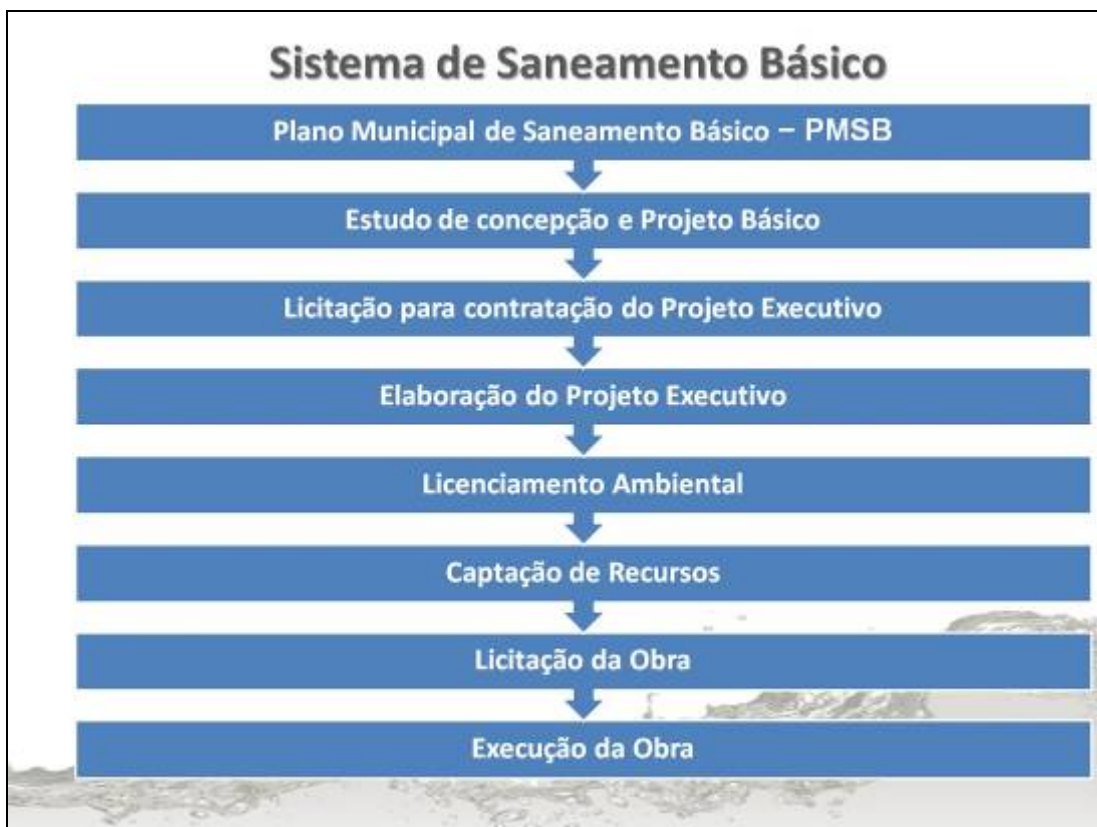 Sistema de Saneamento Básico
Plano Municipal de Saneamento Básico – PMSB
Estudo de concepção e Projeto Básico
Licitação para contratação do Projeto Executivo
Elaboração do Projeto Executivo
Licenciamento Ambiental
Captação de Recursos
Licitação da Obra
Execução da Obra